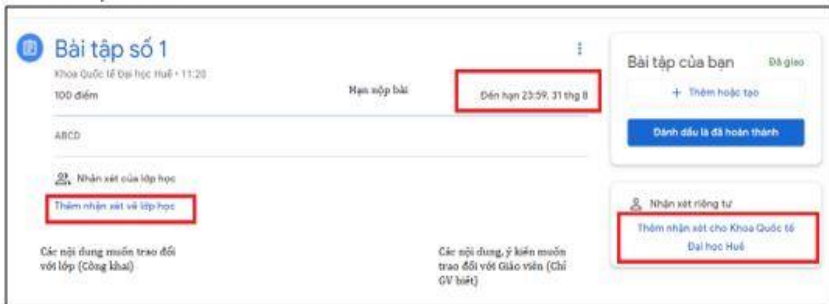 Bài tập số 1
Khoa Quốc tế Đại học Huế • 11:20
100 điểm
Hạn nộp bài
Đến hạn 23:59, 31 thg 8
ABCD
Nhận xét của lớp học
Thêm nhận xét về lớp học
Các nội dung muốn trao đổi
với lớp (Công khai)
Các nội dung, ý kiến muốn
trao đổi với Giáo viên (Chỉ
GV biết)
Bài tập của bạn
Đã giao
+ Thêm hoặc tạo
Đánh dấu là đã hoàn thành
Nhận xét riêng tư
Thêm nhận xét cho Khoa Quốc tế
Đại học Huế